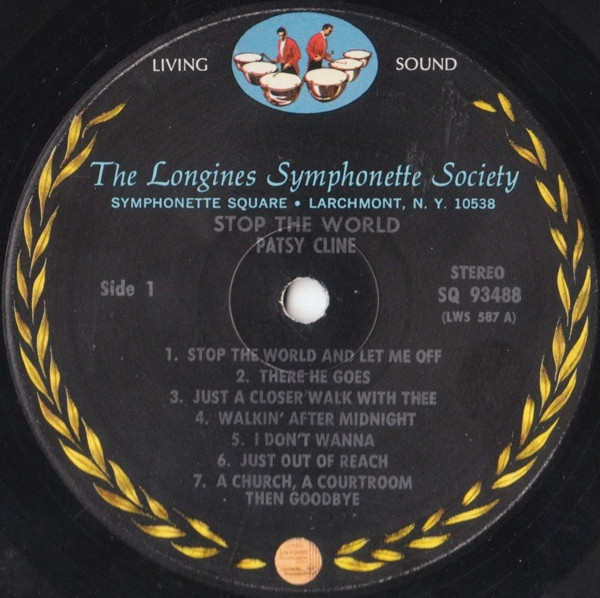 LIVING SOUND
The Longines Symphonette Society
SYMPHONETTE SQUARE • LARCHMONT, N. Y. 10538
STOP THE WORLD
PATSY CLINE
Side 1
STEREO
SQ 93488
(LWS 587 A)
1. STOP THE WORLD AND LET ME OFF
2. THERE HE GOES
3. JUST A CLOSER WALK WITH THEE
4. WALKIN' AFTER MIDNIGHT
5. I DON'T WANNA
6. JUST OUT OF REACH
7. A CHURCH, A COURTROOM
THEN GOODBYE